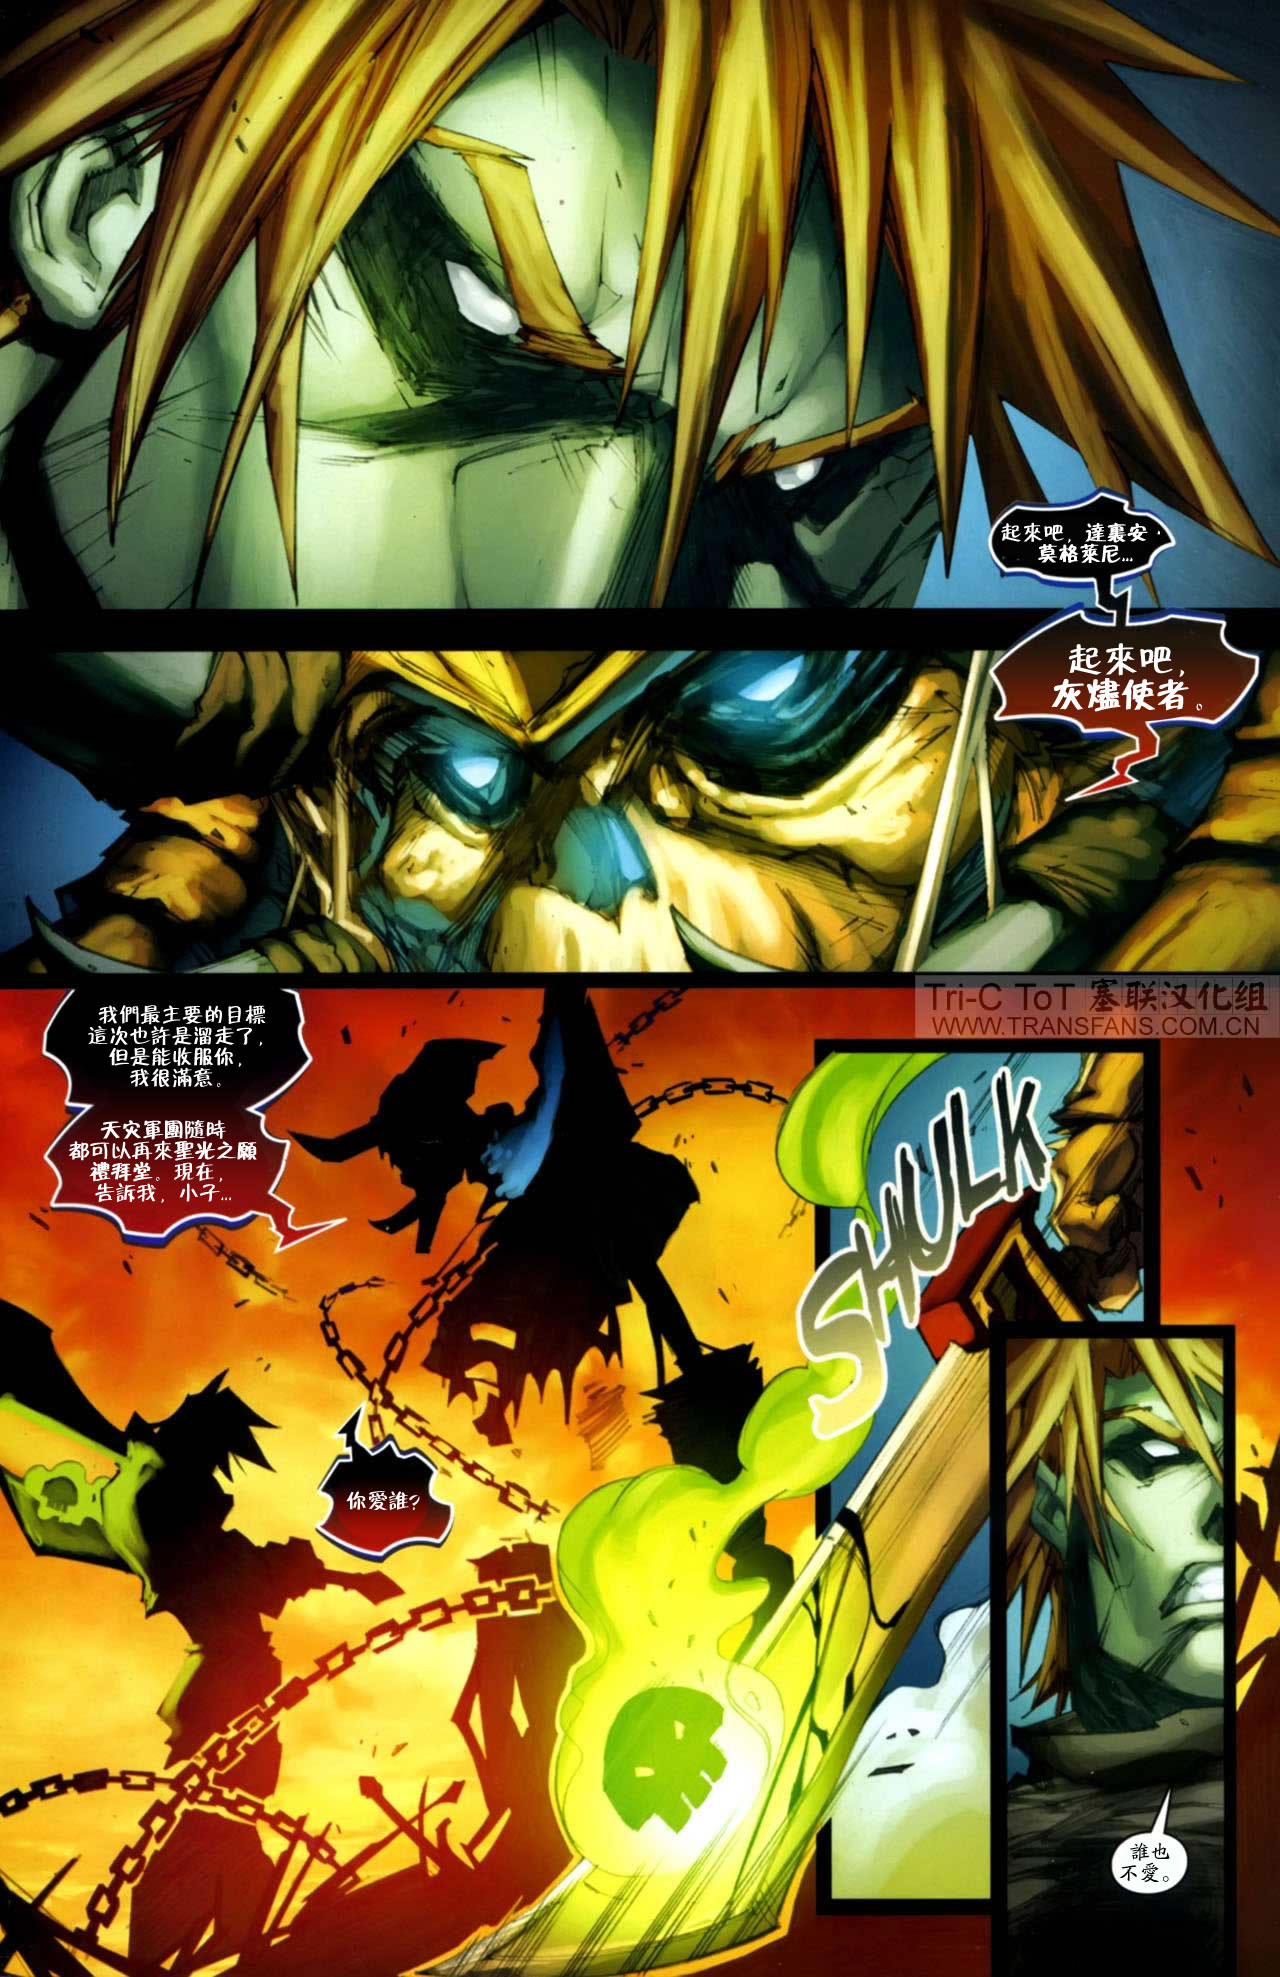 起來吧，達裏安·
莫格萊尼...
起來吧，
灰燼使者。
Tri-C ToT 塞联汉化组
WWW.TRANSFANS.COM.CN
我們最主要的目標
這次也許是溜走了，
但是能收服你，
我很滿意。
天灾軍團隨時
都可以再來聖光之願
禮拜堂。現在，
告訴我，小子...
SHULK
你愛誰?
誰也
不愛。